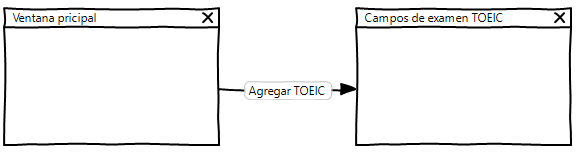 Ventana pricipal
Campos de examen TOEIC
Agregar TOEIC